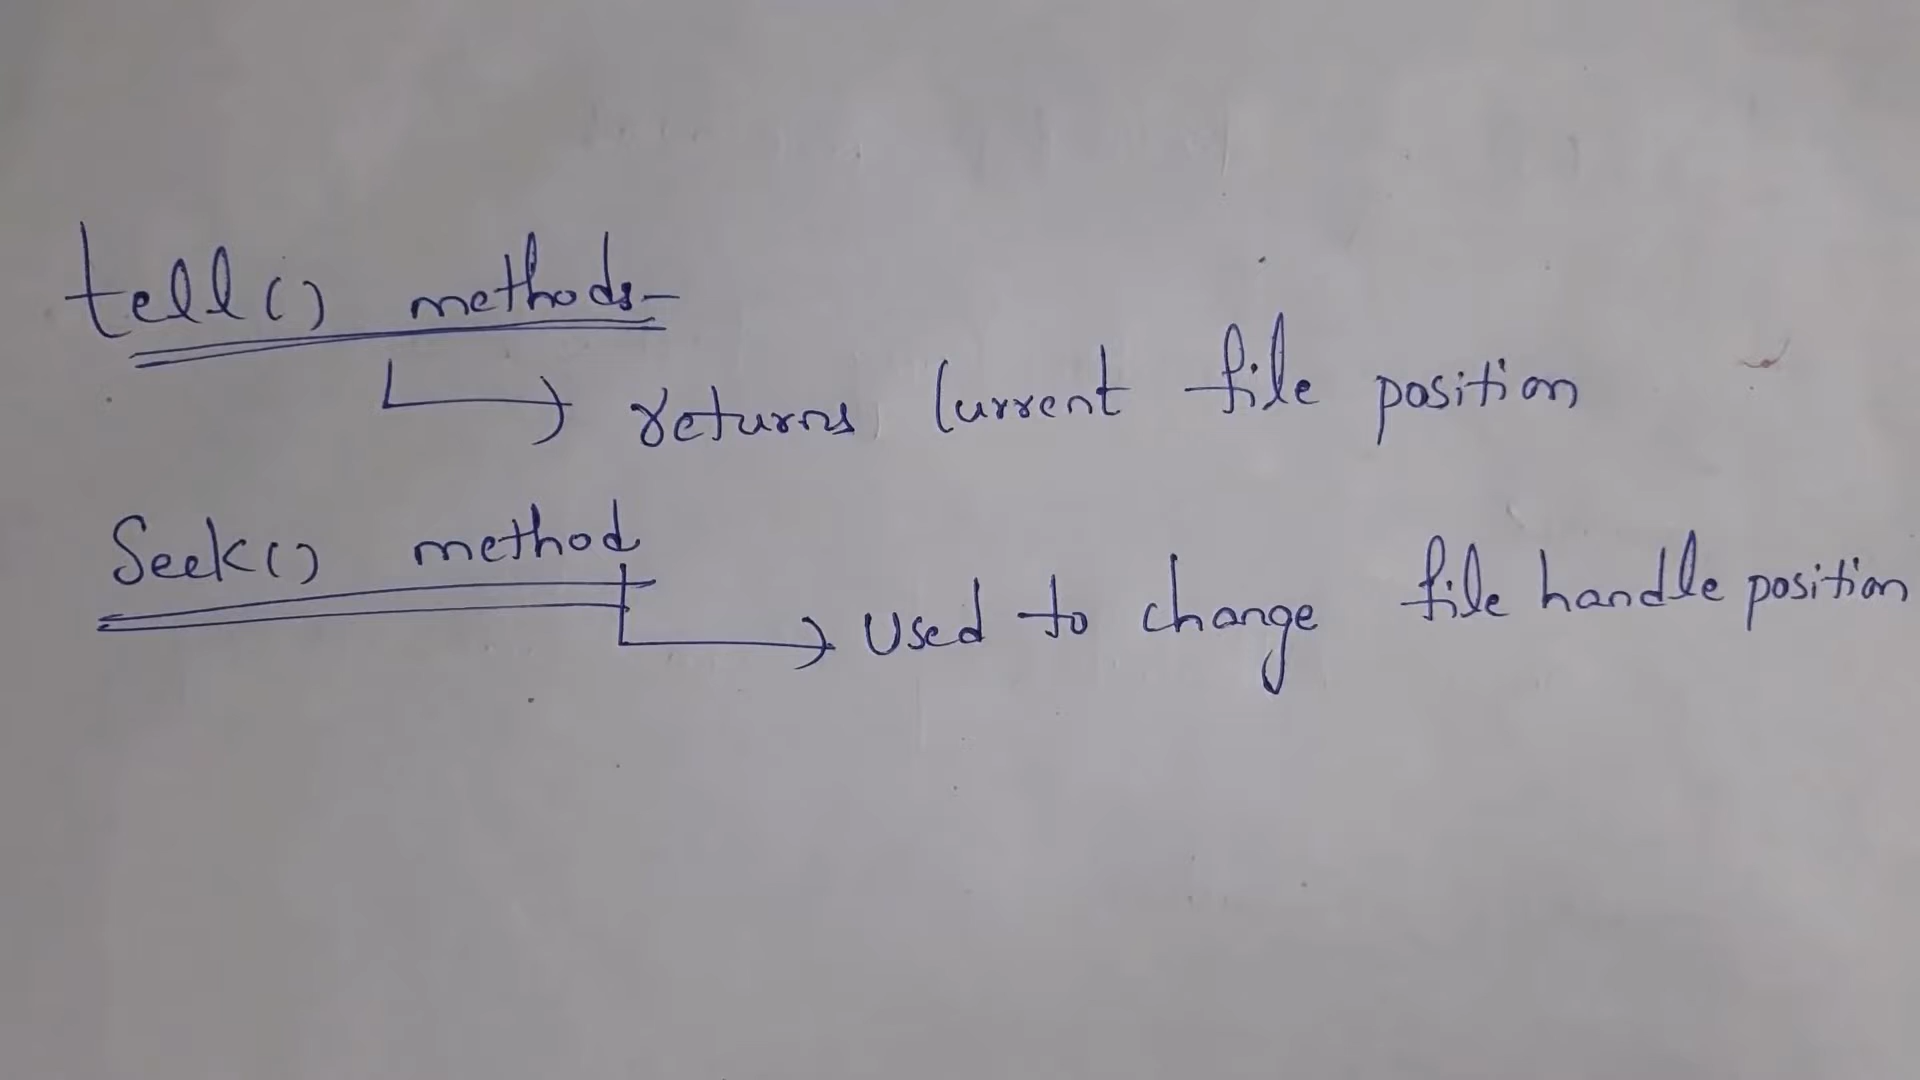 tell() methods-
returns current file position
Seek() method
Used to change file handle position